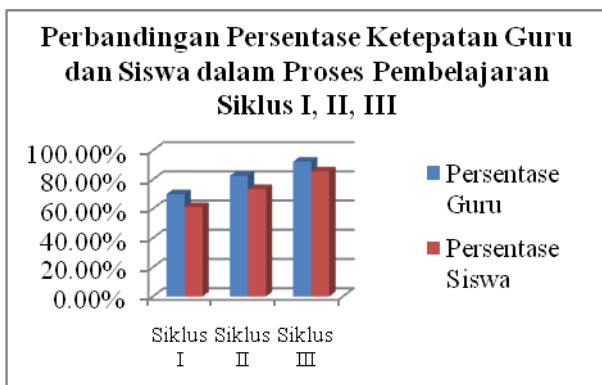 Perbandingan Persentase Ketepatan Guru
dan Siswa dalam Proses Pembelajaran
Siklus I, II, III
100.00%
80.00%
60.00%
40.00%
20.00%
0.00%
Siklus I
Siklus II
Siklus III
Persentase
Guru
Persentase
Siswa